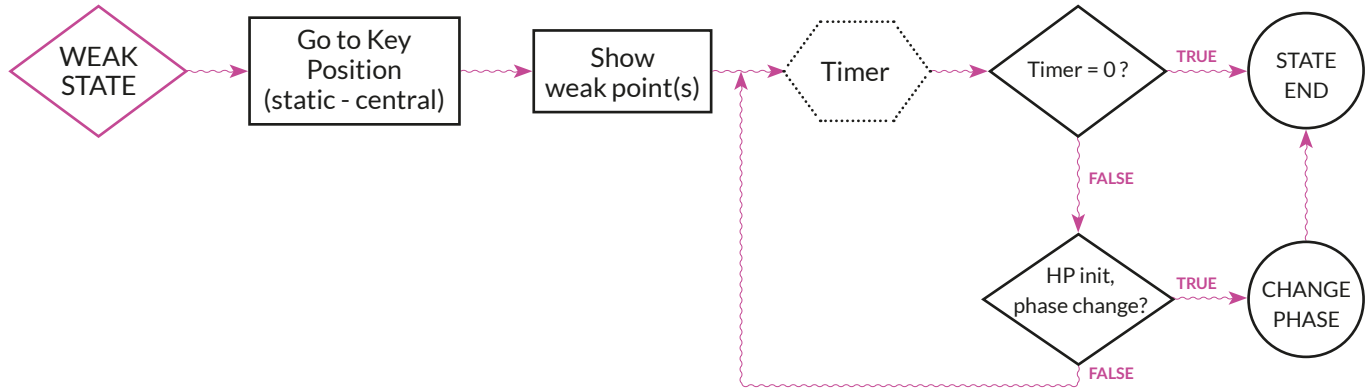 WEAK
STATE
Go to Key
Position
(static - central)
Show
weak point(s)
Timer
Timer = 0 ?
TRUE
STATE
END
FALSE
HP init,
phase change?
TRUE
CHANGE
PHASE
FALSE